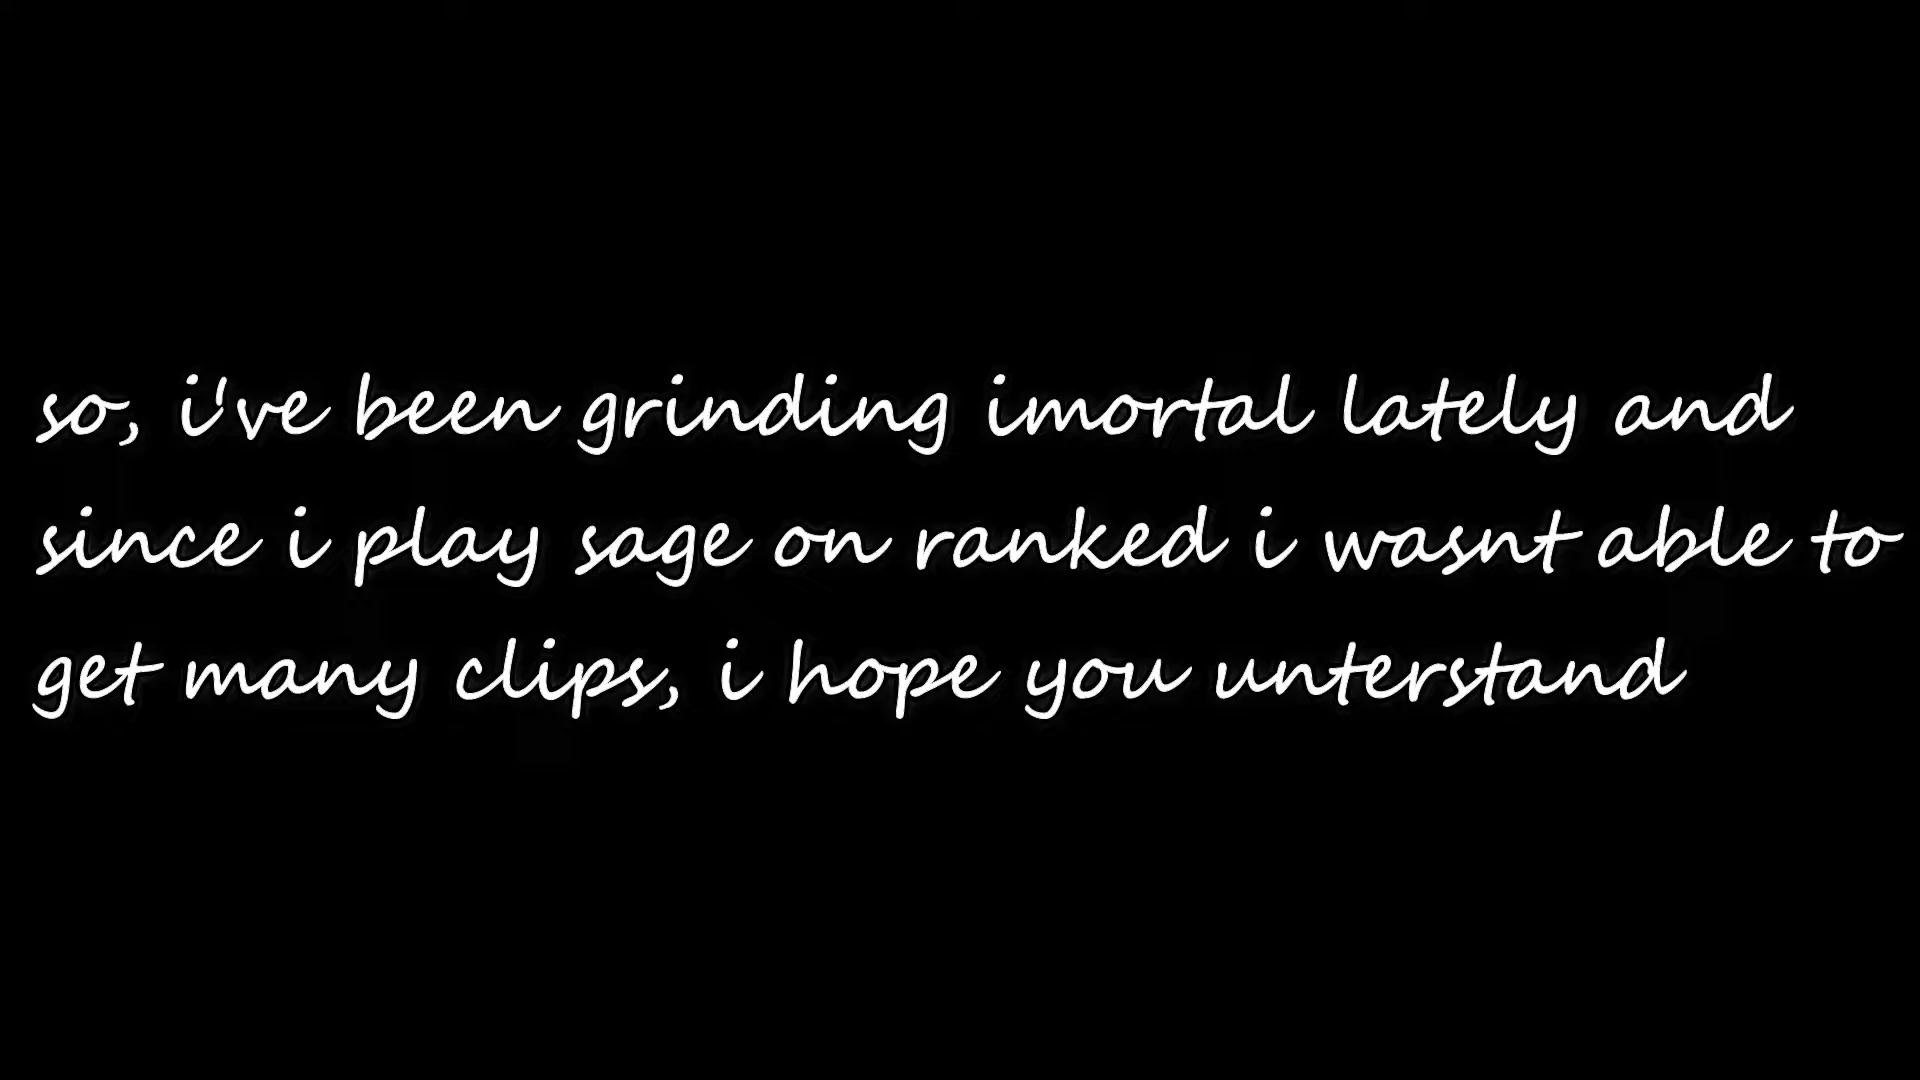 so, i've been grinding imortal lately and
since i play sage on ranked i wasnt able to
get many clips, i hope you unterstand